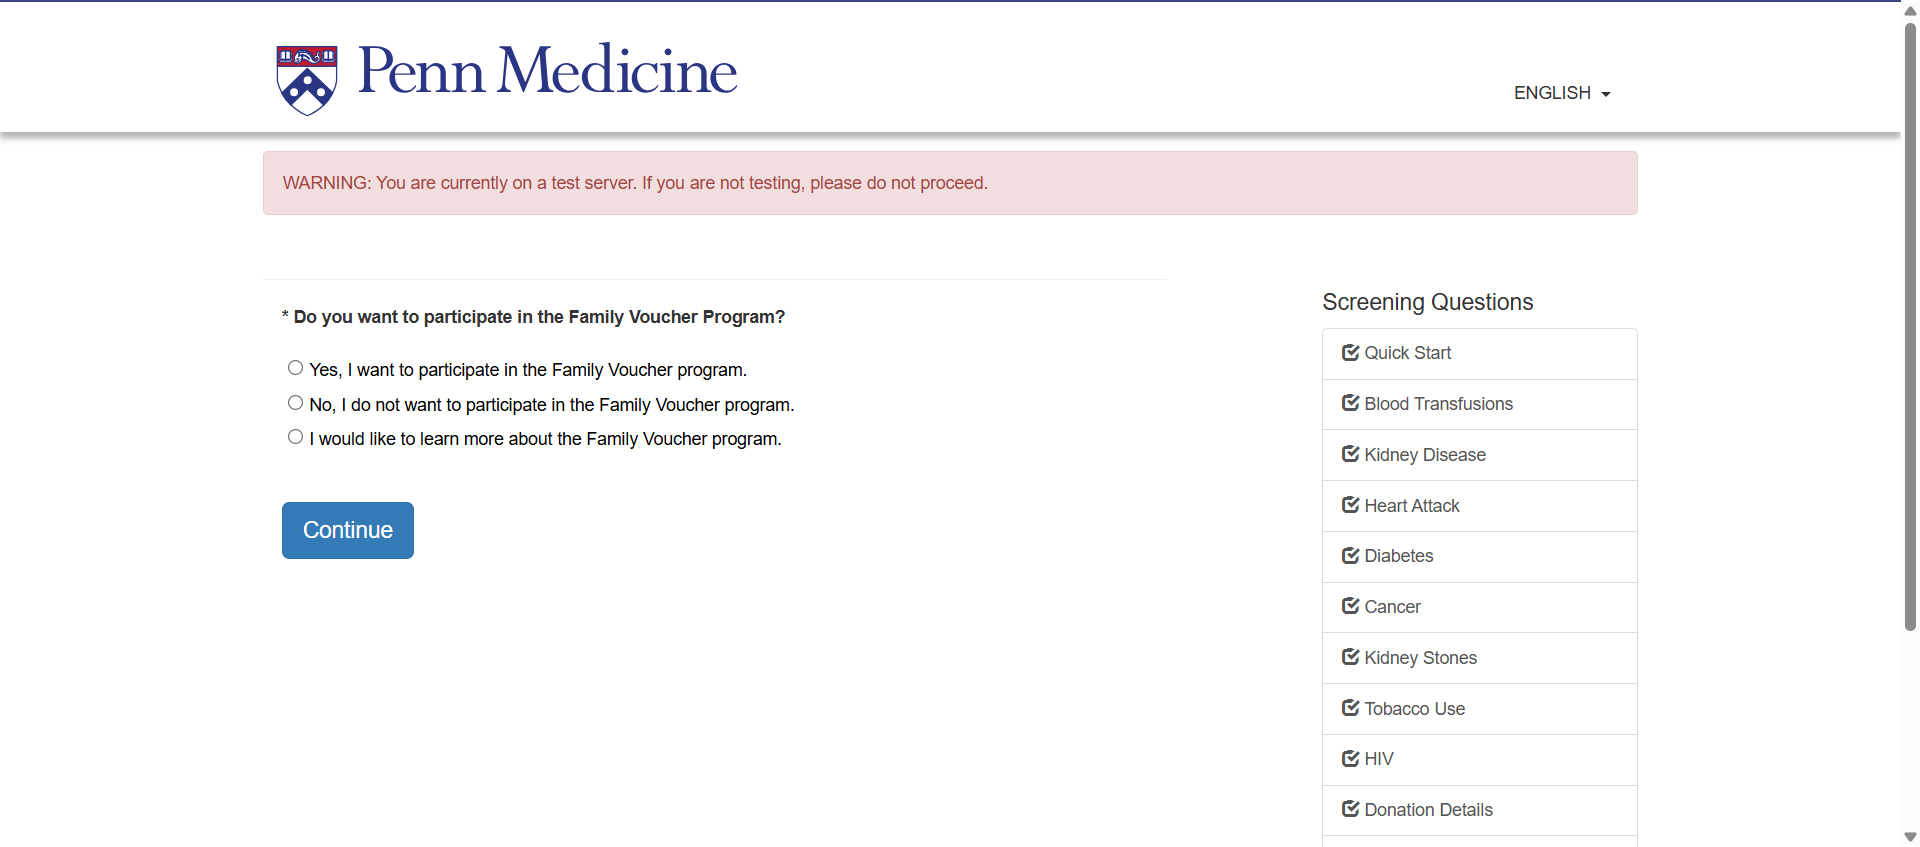 Penn Medicine
ENGLISH
WARNING: You are currently on a test server. If you are not testing, please do not proceed.
* Do you want to participate in the Family Voucher Program?
Yes, I want to participate in the Family Voucher program.
No, I do not want to participate in the Family Voucher program.
I would like to learn more about the Family Voucher program.
Continue
Screening Questions
Quick Start
Blood Transfusions
Kidney Disease
Heart Attack
Diabetes
Cancer
Kidney Stones
Tobacco Use
HIV
Donation Details